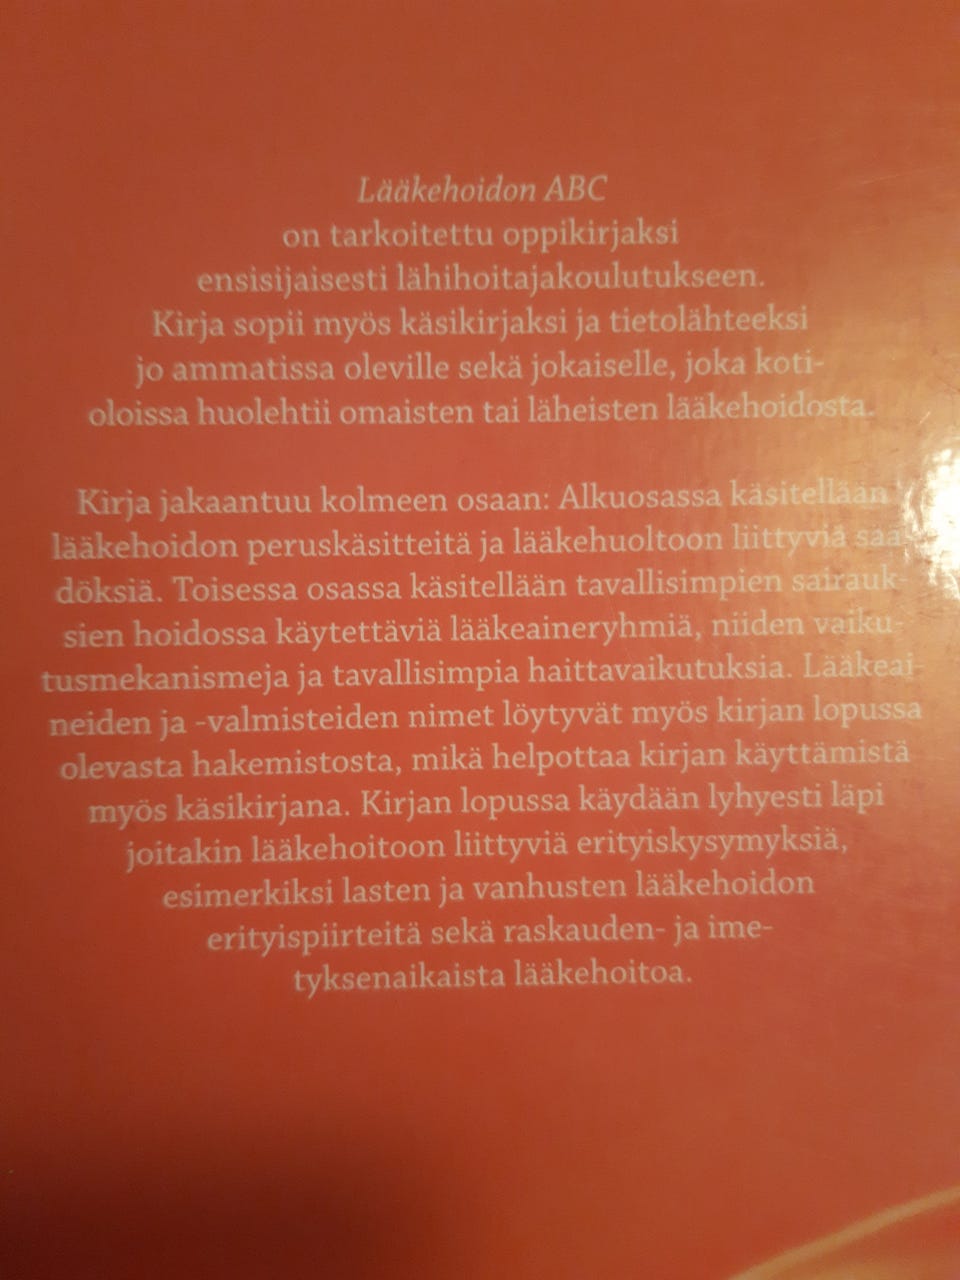 Lääkehoidon ABC
on tarkoitettu oppikirjaksi
ensisijaisesti lähihoitajakoulutukseen.
Kirja sopii myös käsikirjaksi ja tietolähteeksi
jo ammatissa oleville sekä jokaiselle, joka koti-
oloissa huolehtii omaisten tai läheisten lääkehoidosta.
Kirja jakaantuu kolmeen osaan: Alkuosassa käsitellään
lääkehoidon peruskäsitteitä ja lääkehuoltoon liittyviä sää-
döksiä. Toisessa osassa käsitellään tavallisimpien sairauk-
sien hoidossa käytettäviä lääkeaineryhmiä, niiden vaiku-
tusmekanismeja ja tavallisimpia haittavaikutuksia. Lääkeai-
neiden ja -valmisteiden nimet löytyvät myös kirjan lopussa
olevasta hakemistosta, mikä helpottaa kirjan käyttämistä
myös käsikirjana. Kirjan lopussa käydään lyhyesti läpi
joitakin lääkehoitoon liittyviä erityiskysymyksiä,
esimerkiksi lasten ja vanhusten lääkehoidon
erityispiirteitä sekä raskauden- ja ime-
tyksenaikaista lääkehoitoa.